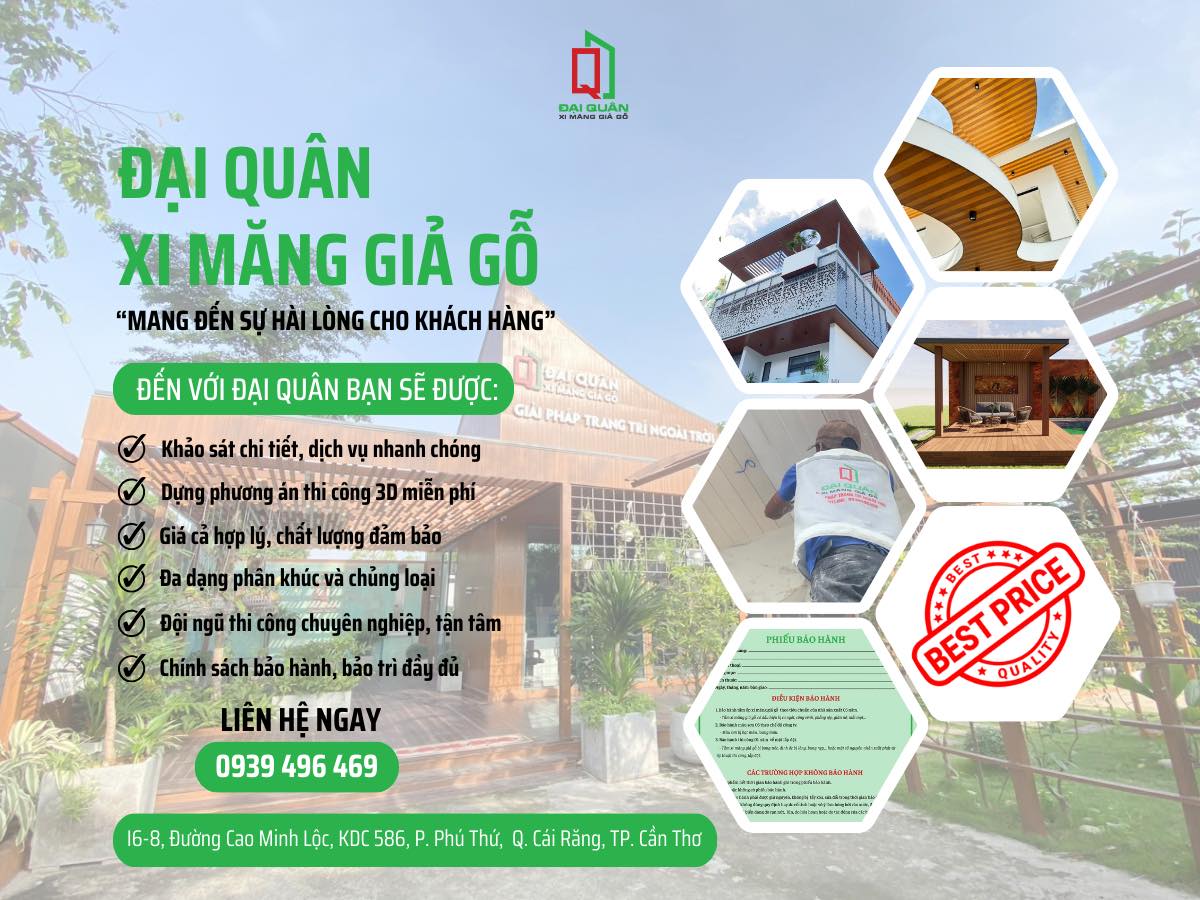 ĐẠI QUÂN
XI MĂNG GIẢ GỖ
ĐẠI QUÂN
XI MĂNG GIẢ GỖ
“MANG ĐẾN SỰ HÀI LÒNG CHO KHÁCH HÀNG”
ĐẾN VỚI ĐẠI QUÂN BẠN SẼ ĐƯỢC:
ĐẠI QUÂN
XI MĂNG GIẢ GỖ
GIẢI PHÁP TRANG TRÍ NGOÀI TRỜI
Khảo sát chi tiết, dịch vụ nhanh chóng
Dựng phương án thi công 3D miễn phí
Giá cả hợp lý, chất lượng đảm bảo
Đa dạng phân khúc và chủng loại
Đội ngũ thi công chuyên nghiệp, tận tâm
Chính sách bảo hành, bảo trì đầy đủ
LIÊN HỆ NGAY
0939 496 469
I6-8, Đường Cao Minh Lộc, KDC 586, P. Phú Thứ, Q. Cái Răng, TP. Cần Thơ
ĐẠI QUÂN
XI MĂNG GIẢ GỖ
BEST
BEST PRICE
QUALITY
PHIẾU BẢO HÀNH
ĐIỀU KIỆN BẢO HÀNH
CÁC TRƯỜNG HỢP KHÔNG BẢO HÀNH